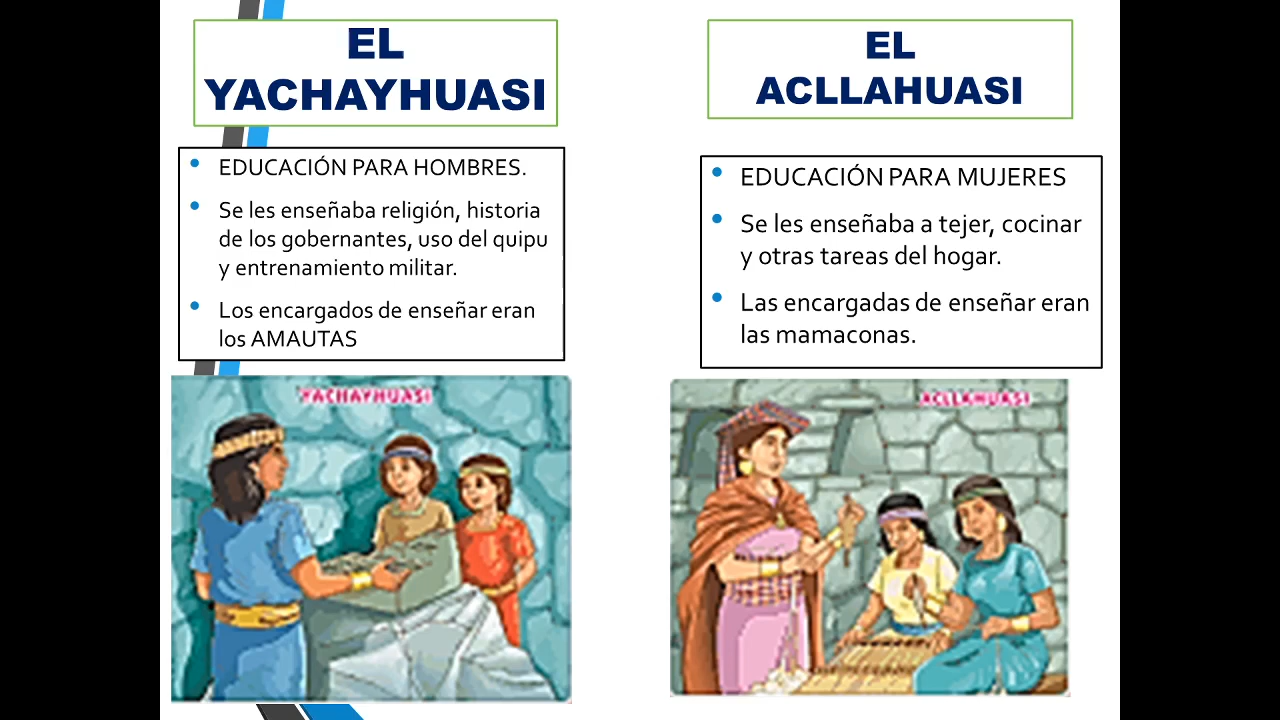 EL
YACHAYHUASI
EDUCACIÓN PARA HOMBRES.
Se les enseñaba religión, historia
de los gobernantes, uso del quipu
y entrenamiento militar.
Los encargados de enseñar eran
los AMAUTAS
YACHAYHUASI
EL
ACLLAHUASI
EDUCACIÓN PARA MUJERES
Se les enseñaba a tejer, cocinar
y otras tareas del hogar.
Las encargadas de enseñar eran
las mamaconas.
ACLLAHUASI